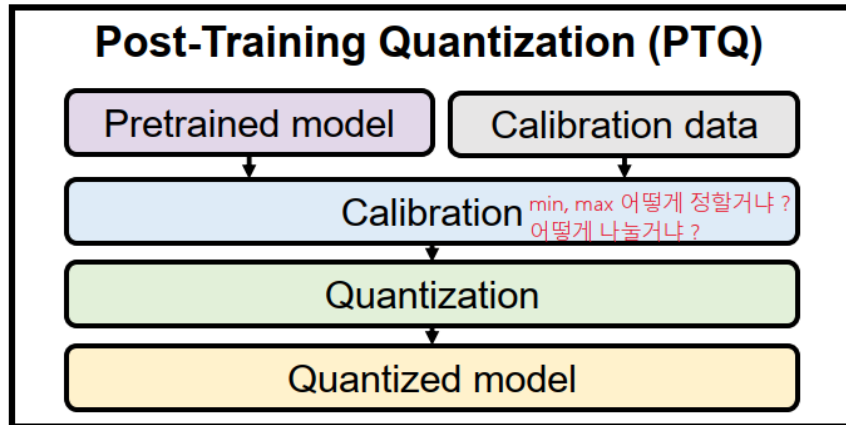 Post-Training Quantization (PTQ)
Pretrained model
Calibration data
Calibration
min, max 어떻게 정할거냐 ?
어떻게 나눌거냐 ?
Quantization
Quantized model